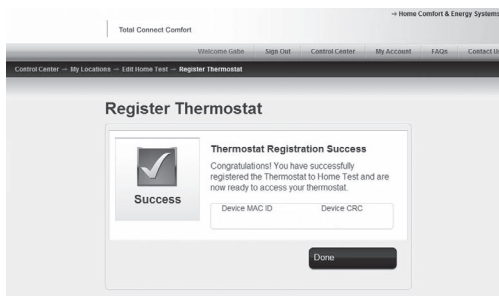 → Home Comfort & Energy Systems
Total Connect Comfort
Welcome Gabe Sign Out Control Center My Account FAQs Contact Us
Control Center → My Locations → Edit Home Test → Register Thermostat
Register Thermostat
Thermostat Registration Success
Congratulations! You have successfully
registered the Thermostat to Home Test and are
now ready to access your thermostat.
Success
Device MAC ID Device CRC
Done